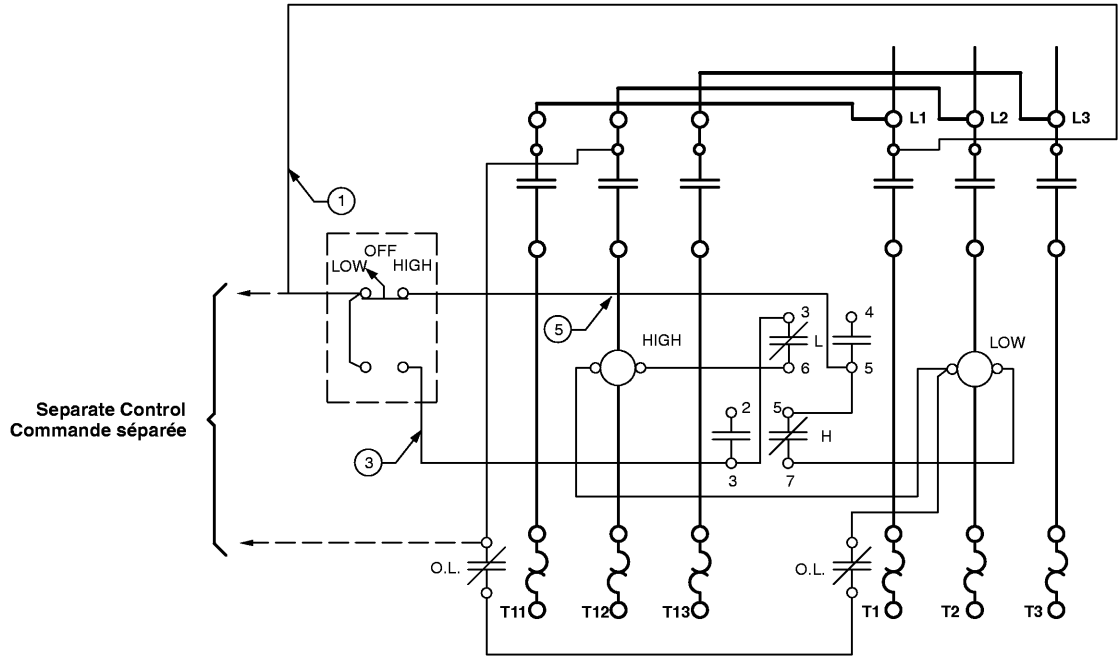 L1
L2
L3
1
OFF
LOW
HIGH
3
4
5
HIGH
L
LOW
6
5
Separate Control
Commande séparée
2
5
H
3
3
7
O.L.
O.L.
T11
T12
T13
T1
T2
T3